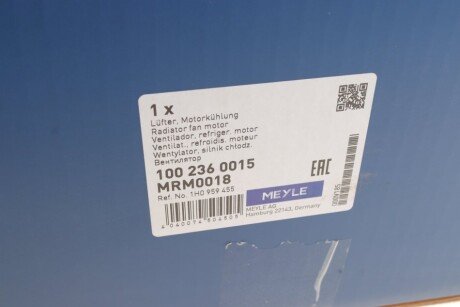 1 x
Lüfter, Motorkühlung
Radiator fan motor
Ventilador, refriger. motor
Ventilat., refroidis. moteur
Wentylator, silnik chłodz.
Вентилятор
100 236 0015
MRM0018
Ref. No. 1H0 959 455
EAC
MEYLE
MEYLE AG
Hamburg 22143, Germany